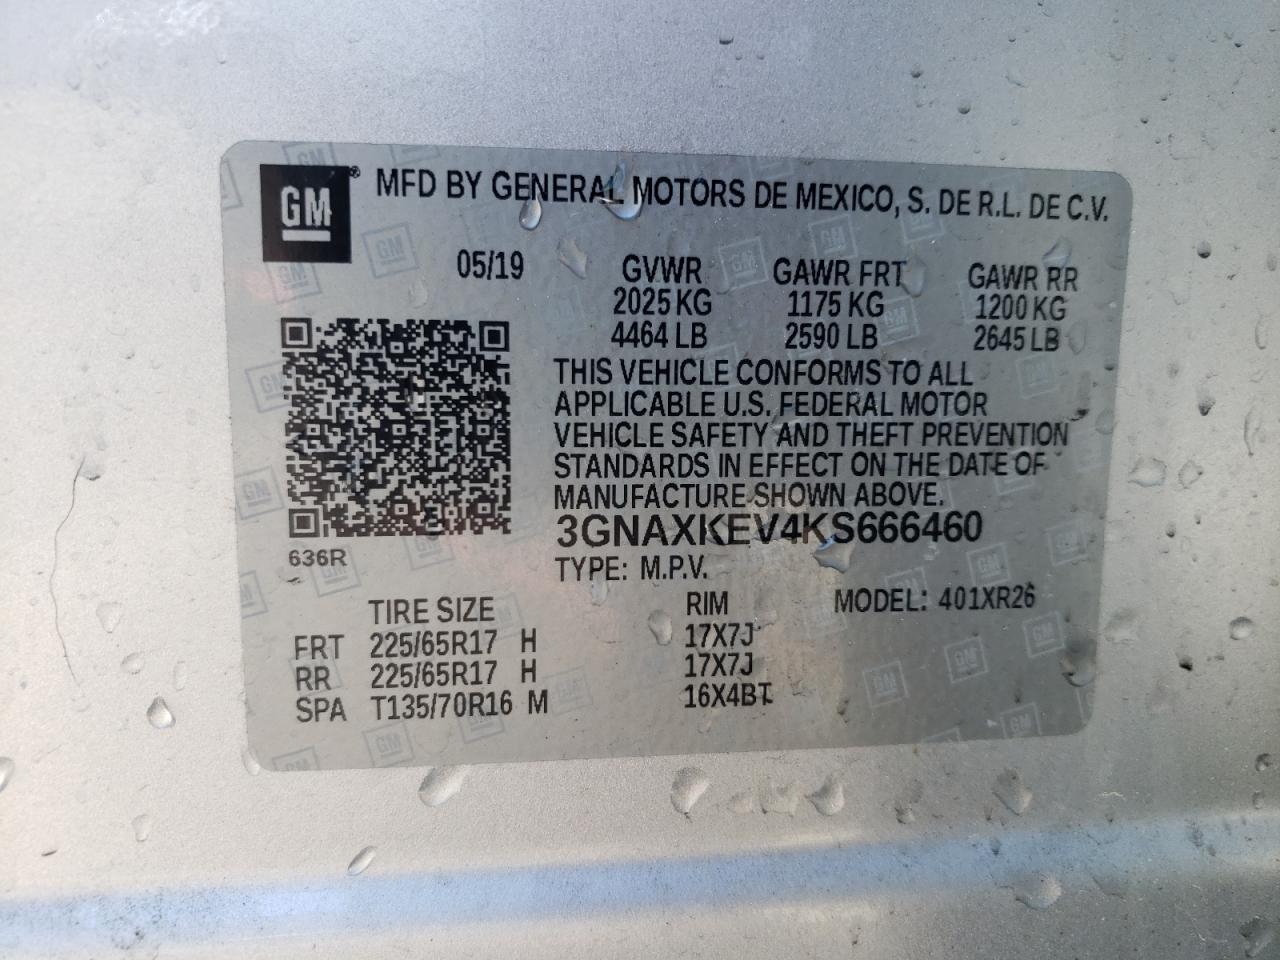 GM ® MFD BY GENERAL MOTORS DE MEXICO, S. DE R.L. DE C.V.
05/19 GVWR GAWR FRT GAWR RR
2025 KG 1175 KG 1200 KG
4464 LB 2590 LB 2645 LB
THIS VEHICLE CONFORMS TO ALL
APPLICABLE U.S. FEDERAL MOTOR
VEHICLE SAFETY AND THEFT PREVENTION
STANDARDS IN EFFECT ON THE DATE OF
MANUFACTURE SHOWN ABOVE.
3GNAXKEV4KS666460
636R
TYPE: M.P.V.
TIRE SIZE RIM MODEL: 401XR26
FRT 225/65R17 H 17X7J
RR 225/65R17 H 17X7J
SPA T135/70R16 M 16X4BT